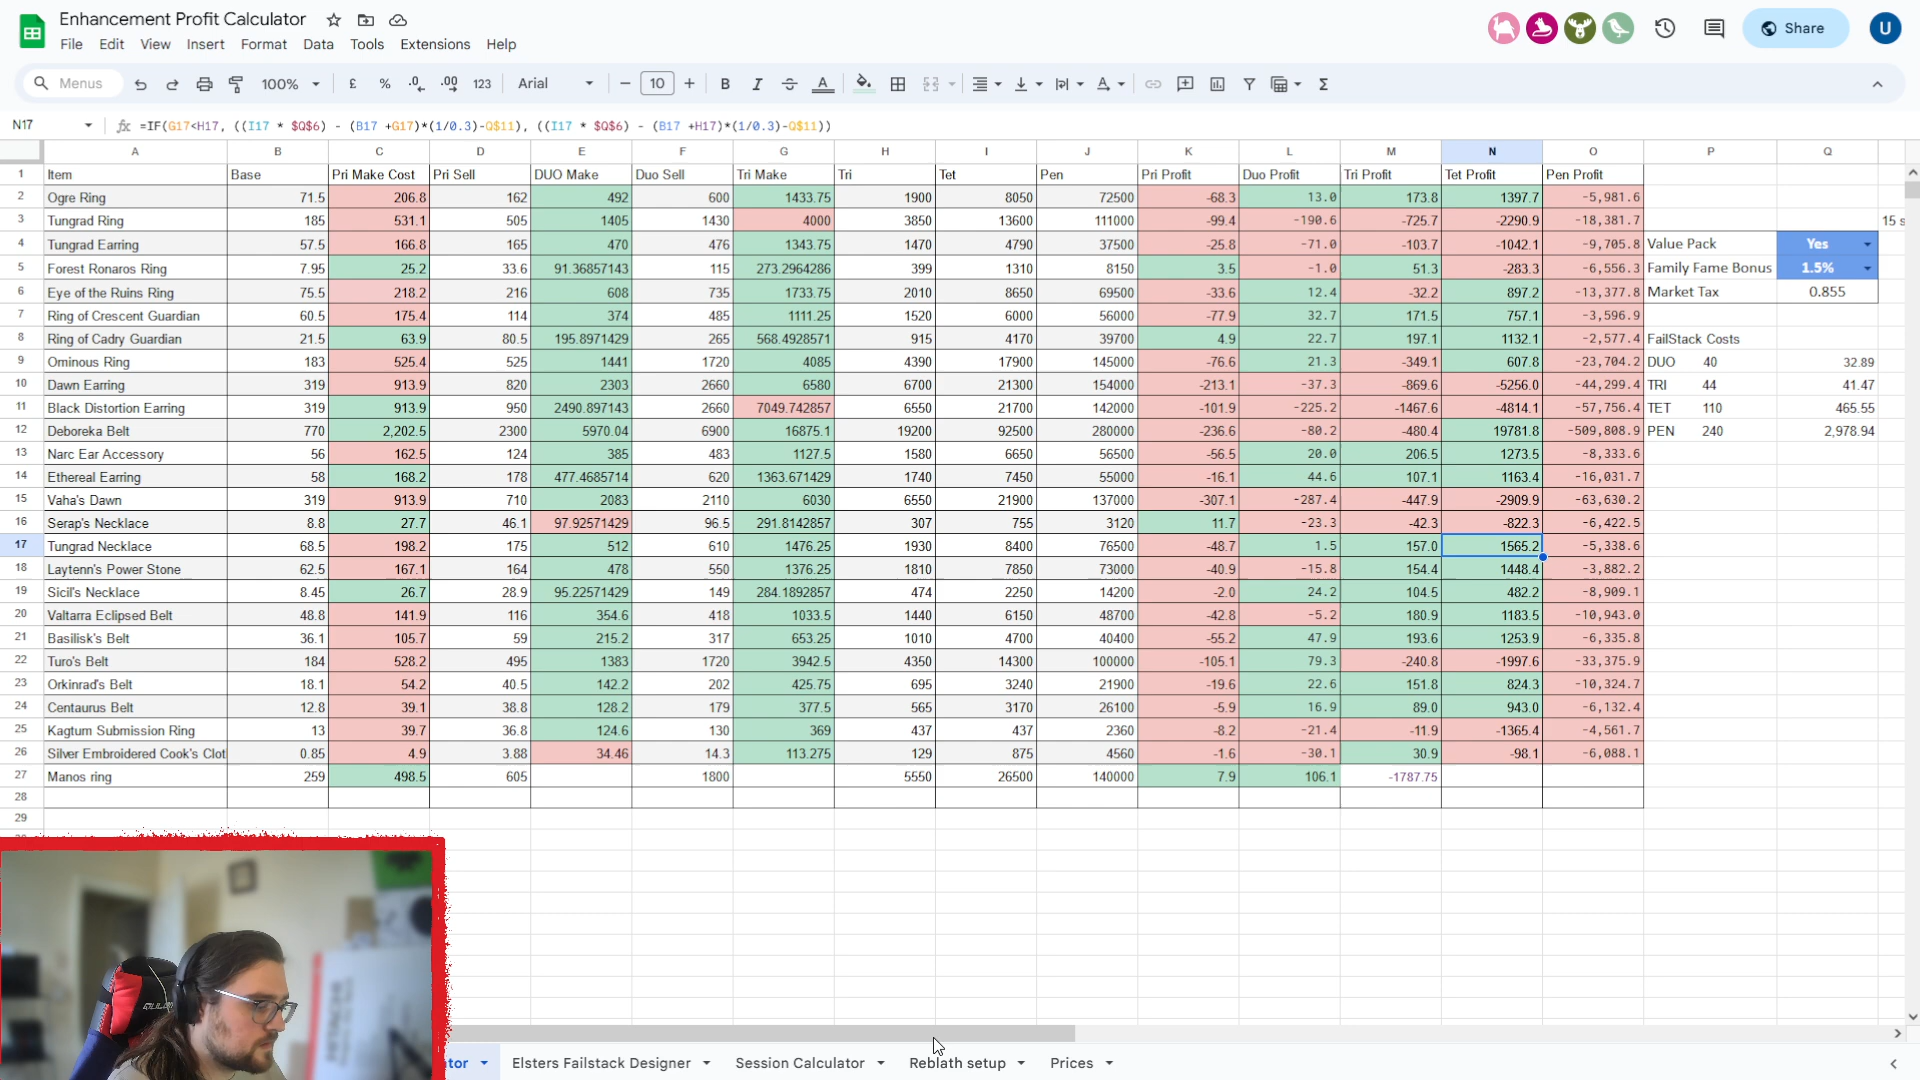 Enhancement Profit Calculator
File Edit View Insert Format Data Tools Extensions Help
Share
U
Menus 100% £ % .0 .00 123 Arial 10 B I A Σ
N17 fx =IF(G17<H17, ((I17 * $Q$6) - (B17 +G17)*(1/0.3)-Q$11), ((I17 * $Q$6) - (B17 +H17)*(1/0.3)-Q$11))
A B C D E F G H I J K L M N O P Q
1 Item Base Pri Make Cost Pri Sell DUO Make Duo Sell Tri Make Tri Tet Pen Pri Profit Duo Profit Tri Profit Tet Profit Pen Profit
2 Ogre Ring 71.5 206.8 162 492 600 1433.75 1900 8050 72500 -68.3 13.0 173.8 1397.7 -5,981.6
3 Tungrad Ring 185 531.1 505 1405 1430 4000 3850 13600 111000 -99.4 -190.6 -725.7 -2290.9 -18,381.7 15 s
4 Tungrad Earring 57.5 166.8 165 470 476 1343.75 1470 4790 37500 -25.8 -71.0 -103.7 -1042.1 -9,705.8 Value Pack Yes
5 Forest Ronaros Ring 7.95 25.2 33.6 91.36857143 115 273.2964286 399 1310 8150 3.5 -1.0 51.3 -283.3 -6,556.3 Family Fame Bonus 1.5%
6 Eye of the Ruins Ring 75.5 218.2 216 608 735 1733.75 2010 8650 69500 -33.6 12.4 -32.2 897.2 -13,377.8 Market Tax 0.855
7 Ring of Crescent Guardian 60.5 175.4 114 374 485 1111.25 1520 6000 56000 -77.9 32.7 171.5 757.1 -3,596.9
8 Ring of Cadry Guardian 21.5 63.9 80.5 195.8971429 265 568.4928571 915 4170 39700 4.9 22.7 197.1 1132.1 -2,577.4 FailStack Costs
9 Ominous Ring 183 525.4 525 1441 1720 4085 4390 17900 145000 -76.6 21.3 -349.1 607.8 -23,704.2 DUO 40 32.89
10 Dawn Earring 319 913.9 820 2303 2660 6580 6700 21300 154000 -213.1 -37.3 -869.6 -5256.0 -44,299.4 TRI 44 41.47
11 Black Distortion Earring 319 913.9 950 2490.897143 2660 7049.742857 6550 21700 142000 -101.9 -225.2 -1467.6 -4814.1 -57,756.4 TET 110 465.55
12 Deboreka Belt 770 2,202.5 2300 5970.04 6900 16875.1 19200 92500 280000 -236.6 -80.2 -480.4 19781.8 -509,808.9 PEN 240 2,978.94
13 Narc Ear Accessory 56 162.5 124 385 483 1127.5 1580 6650 56500 -56.5 20.0 206.5 1273.5 -8,333.6
14 Ethereal Earring 58 168.2 178 477.4685714 620 1363.671429 1740 7450 55000 -16.1 44.6 107.1 1163.4 -16,031.7
15 Vaha's Dawn 319 913.9 710 2083 2110 6030 6550 21900 137000 -307.1 -287.4 -447.9 -2909.9 -63,630.2
16 Serap's Necklace 8.8 27.7 46.1 97.92571429 96.5 291.8142857 307 755 3120 11.7 -23.3 -42.3 -822.3 -6,422.5
17 Tungrad Necklace 68.5 198.2 175 512 610 1476.25 1930 8400 76500 -48.7 1.5 157.0 1565.2 -5,338.6
18 Laytenn's Power Stone 62.5 167.1 164 478 550 1376.25 1810 7850 73000 -40.9 -15.8 154.4 1448.4 -3,882.2
19 Sicil's Necklace 8.45 26.7 28.9 95.22571429 149 284.1892857 474 2250 14200 -2.0 24.2 104.5 482.2 -8,909.1
20 Valtarra Eclipsed Belt 48.8 141.9 116 354.6 418 1033.5 1440 6150 48700 -42.8 -5.2 180.9 1183.5 -10,943.0
21 Basilisk's Belt 36.1 105.7 59 215.2 317 653.25 1010 4700 40400 -55.2 47.9 193.6 1253.9 -6,335.8
22 Turo's Belt 184 528.2 495 1383 1720 3942.5 4350 14300 100000 -105.1 79.3 -240.8 -1997.6 -33,375.9
23 Orkinrad's Belt 18.1 54.2 40.5 142.2 202 425.75 695 3240 21900 -19.6 22.6 151.8 824.3 -10,324.7
24 Centaurus Belt 12.8 39.1 38.8 128.2 179 377.5 565 3170 26100 -5.9 16.9 89.0 943.0 -6,132.4
25 Kagtum Submission Ring 13 39.7 36.8 124.6 130 369 437 437 2360 -8.2 -21.4 -11.9 -1365.4 -4,561.7
26 Silver Embroidered Cook's Clot 0.85 4.9 3.88 34.46 14.3 113.275 129 875 4560 -1.6 -30.1 30.9 -98.1 -6,088.1
27 Manos ring 259 498.5 605 1800 5550 26500 140000 7.9 106.1 -1787.75
28
29
tor Elsters Failstack Designer Session Calculator Reblath setup Prices